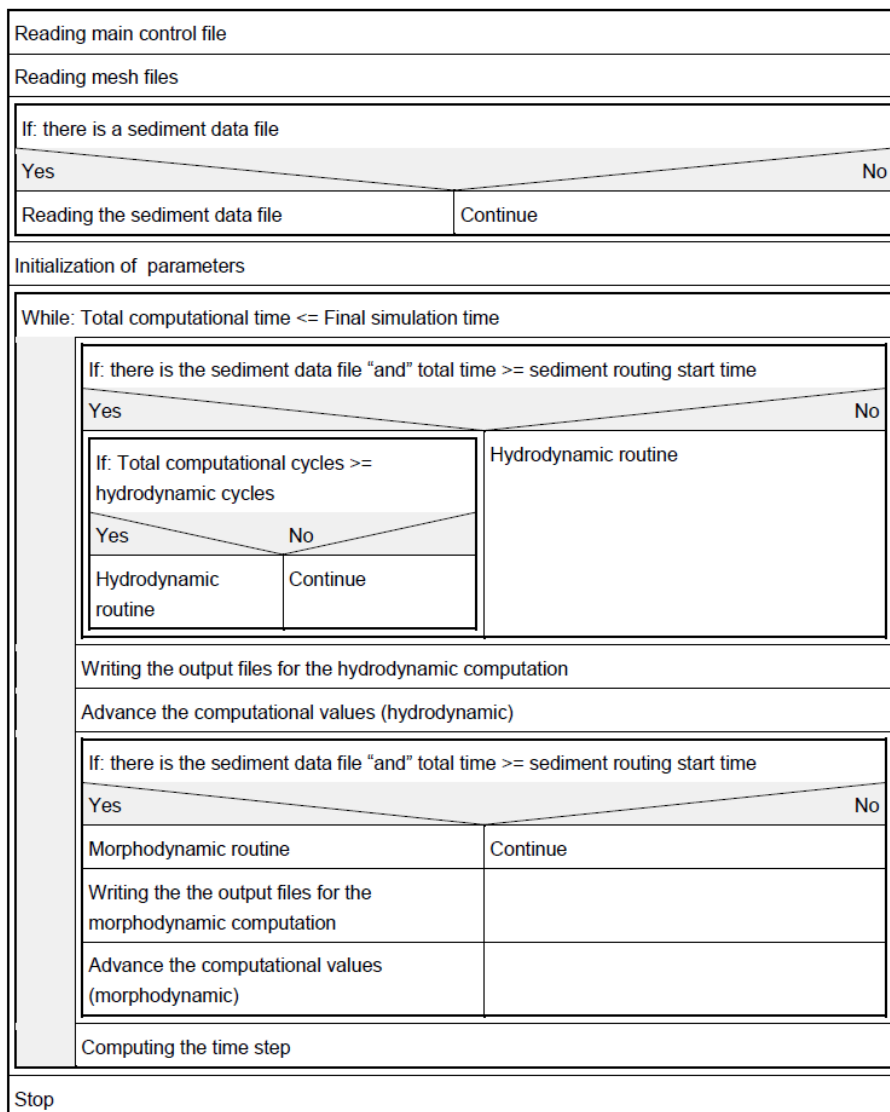 Reading main control file
Reading mesh files
If: there is a sediment data file
Yes No
Reading the sediment data file Continue
Initialization of parameters
While: Total computational time <= Final simulation time
If: there is the sediment data file “and” total time >= sediment routing start time
Yes No
If: Total computational cycles >=
hydrodynamic cycles
Yes No
Hydrodynamic
routine
Continue
Hydrodynamic routine
Writing the output files for the hydrodynamic computation
Advance the computational values (hydrodynamic)
If: there is the sediment data file “and” total time >= sediment routing start time
Yes No
Morphodynamic routine Continue
Writing the the output files for the
morphodynamic computation
Advance the computational values
(morphodynamic)
Computing the time step
Stop